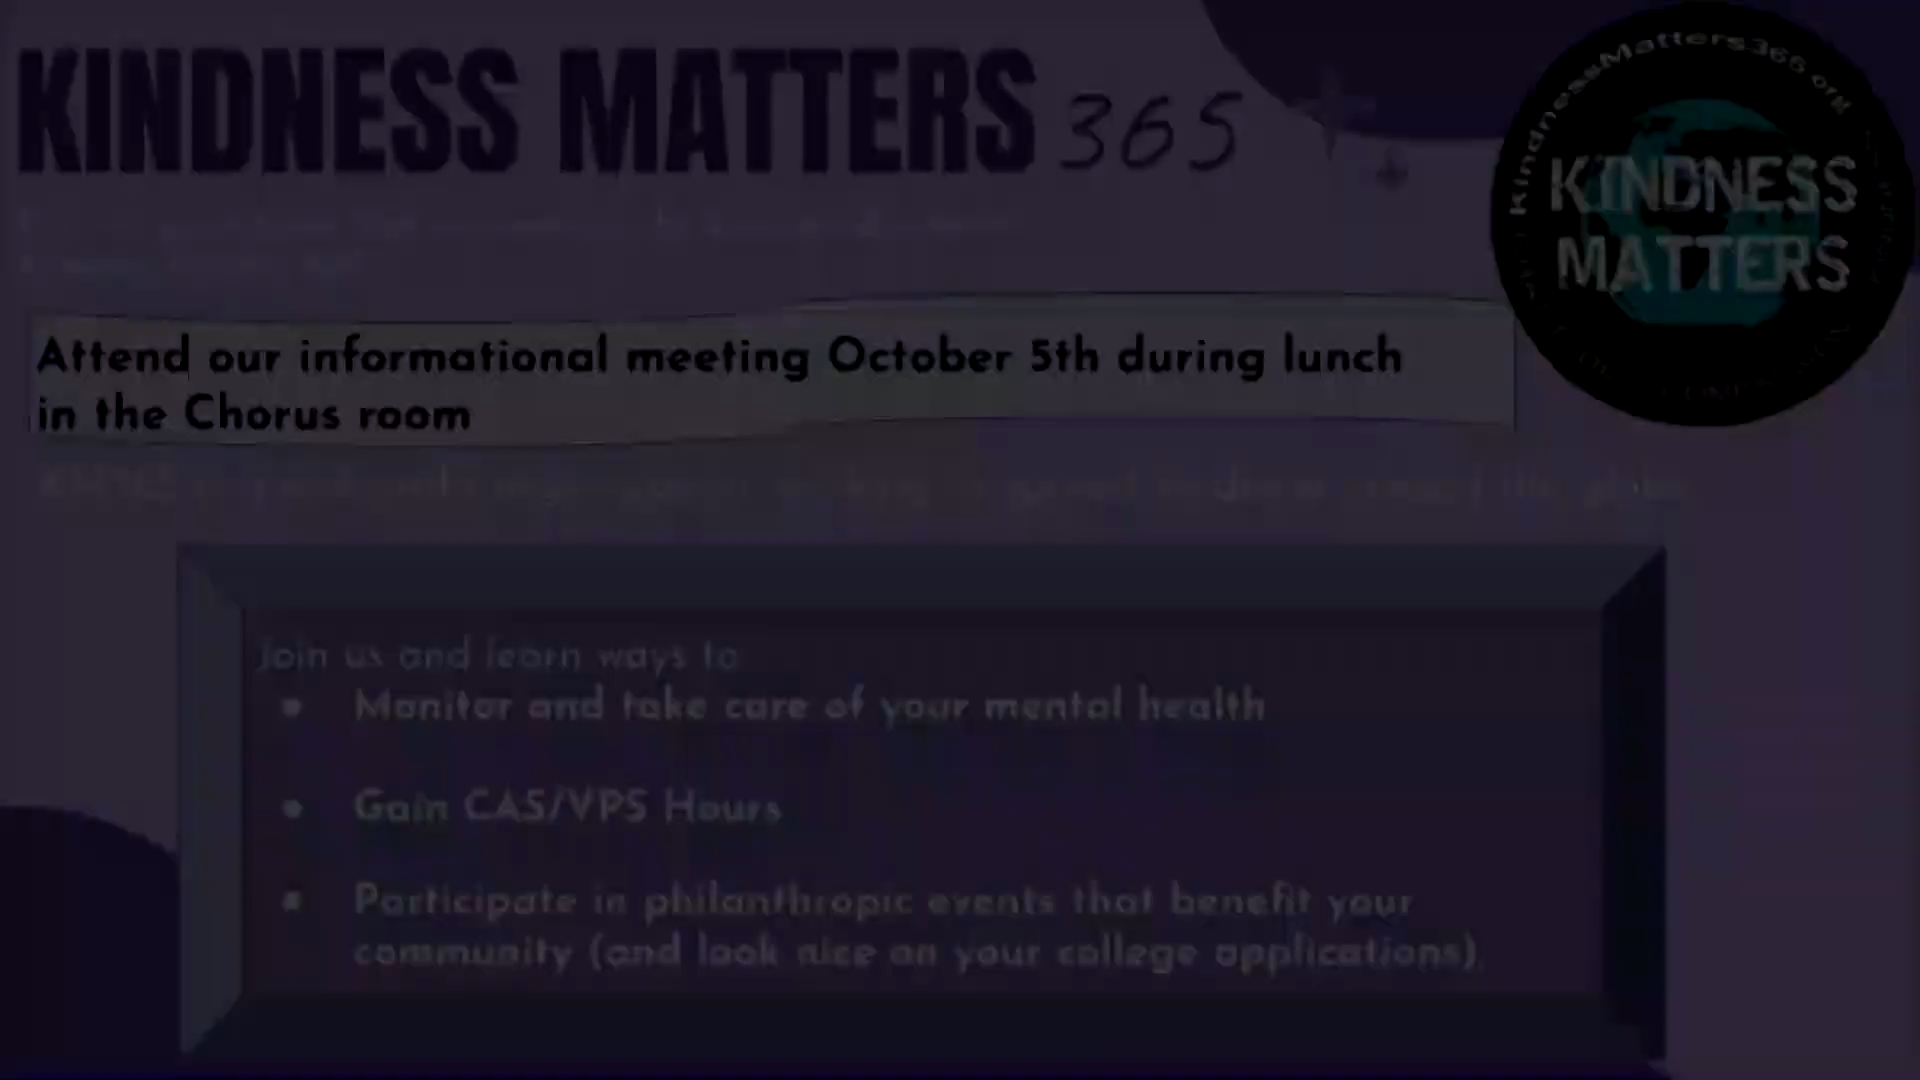 KINDNESS MATTERS 365
KindnessMatters365.org
KINDNESS
MATTERS
Attend our informational meeting October 5th during lunch
in the Chorus room
Join us and learn ways to
• Monitor and take care of your mental health
• Gain CAS/VPS Hours
• Participate in philanthropic events that benefit your
community (and look nice on your college applications)